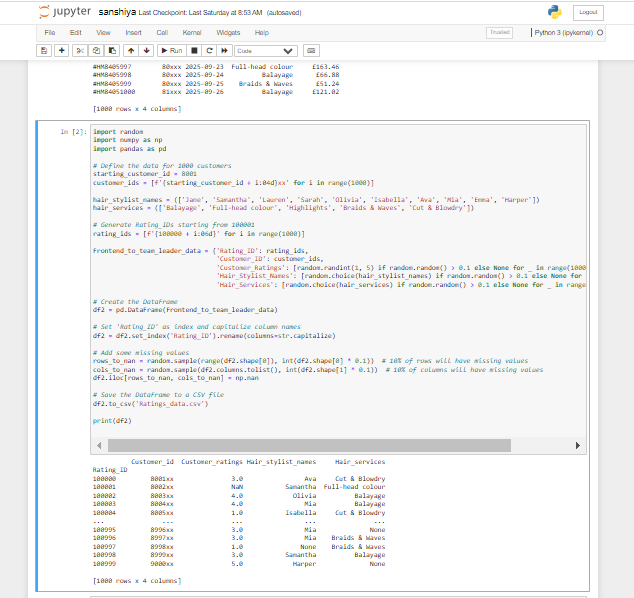 jupyter sanshiya Last Checkpoint: Last Saturday at 8:53 AM (autosaved)
Logout
File Edit View Insert Cell Kernel Widgets Help
Trusted
Python 3 (ipykernel)
Run
Code
#HM8405997 80xxx 2025-09-23 Full-head colour £163.46
#HM8405998 80xxx 2025-09-24 Balayage £66.88
#HM8405999 80xxx 2025-09-25 Braids & Waves £51.24
#HM84051000 81xxx 2025-09-26 Balayage £121.02
[1000 rows x 4 columns]
In [2]: import random
import numpy as np
import pandas as pd
# Define the data for 1000 customers
starting_customer_id = 8001
customer_ids = [f'{starting_customer_id + i:04d}xx' for i in range(1000)]
hair_stylist_names = (['Jane', 'Samantha', 'Lauren', 'Sarah', 'Olivia', 'Isabella', 'Ava', 'Mia', 'Emma', 'Harper'])
hair_services = (['Balayage', 'Full-head colour', 'Highlights', 'Braids & Waves', 'Cut & Blowdry'])
# Generate Rating_IDs starting from 100001
rating_ids = [f'{100000 + i:06d}' for i in range(1000)]
Frontend_to_team_leader_data = {'Rating_ID': rating_ids,
'Customer_ID': customer_ids,
'Customer_Ratings': [random.randint(1, 5) if random.random() > 0.1 else None for _ in range(1000
'Hair_Stylist_Names': [random.choice(hair_stylist_names) if random.random() > 0.1 else None for
'Hair_Services': [random.choice(hair_services) if random.random() > 0.1 else None for _ in range
# Create the DataFrame
df2 = pd.DataFrame(Frontend_to_team_leader_data)
# Set 'Rating_ID' as index and capitalize column names
df2 = df2.set_index('Rating_ID').rename(columns=str.capitalize)
# Add some missing values
rows_to_nan = random.sample(range(df2.shape[0]), int(df2.shape[0] * 0.1)) # 10% of rows will have missing values
cols_to_nan = random.sample(df2.columns.tolist(), int(df2.shape[1] * 0.1)) # 10% of columns will have missing values
df2.iloc[rows_to_nan, cols_to_nan] = np.nan
# Save the DataFrame to a CSV file
df2.to_csv('Ratings_data.csv')
print(df2)
Customer_id Customer_ratings Hair_stylist_names Hair_services
Rating_ID
100000 8001xx 3.0 Ava Cut & Blowdry
100001 8002xx NaN Samantha Full-head colour
100002 8003xx 4.0 Olivia Balayage
100003 8004xx 4.0 Mia Balayage
100004 8005xx 1.0 Isabella Cut & Blowdry
... ... ... ... ...
100995 8996xx 3.0 Mia None
100996 8997xx 3.0 Mia Braids & Waves
100997 8998xx 1.0 None Braids & Waves
100998 8999xx 3.0 Samantha Balayage
100999 9000xx 5.0 Harper None
[1000 rows x 4 columns]